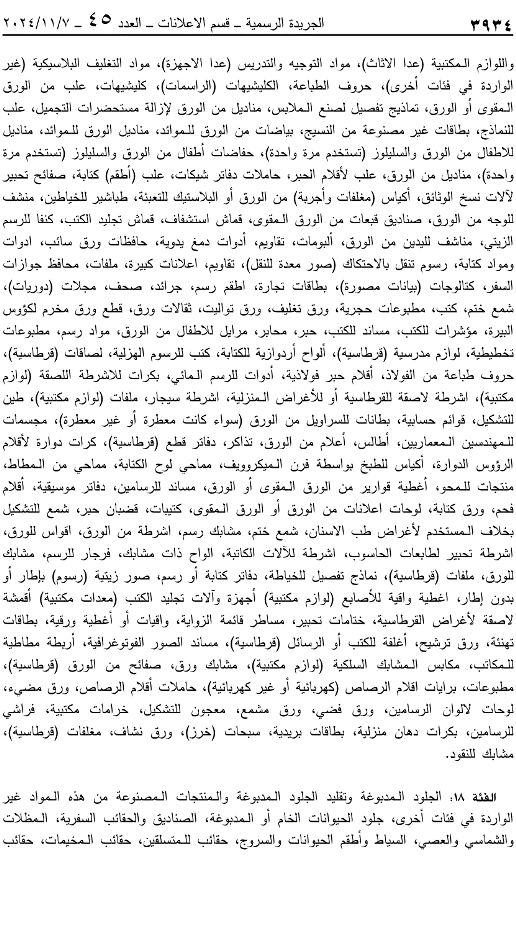 ٣٩٣٤ الجريدة الرسمية – قسم الاعلانات – العدد ٤٥ – ٢٠٢٤/١١/٧
واللوازم المكتبية (عدا الاثاث)، مواد التوجيه والتدريس (عدا الاجهزة)، مواد التغليف البلاسيكية (غير
الواردة في فئات أخرى)، حروف الطباعة، الكليشيهات (الراسمات)، كليشيهات، علب من الورق
المقوى أو الورق، تماذيج تفصيل لصنع الملابس، مناديل من الورق لإزالة مستحضرات التجميل، علب
للنماذج، بطاقات غير مصنوعة من النسيج، بياضات من الورق للموائد، مناديل الورق للموائد، مناديل
للاطفال من الورق والسليلوز (تستخدم مرة واحدة)، حفاضات أطفال من الورق والسليلوز (تستخدم مرة
واحدة)، مناديل من الورق، علب لأقلام الحبر، حاملات دفاتر شيكات، علب (أطقم) كتابة، صفائح تحبير
لآلات نسخ الوثائق، أكياس (مغلفات وأجربة) من الورق أو البلاستيك للتعبئة، طباشير للخياطين، منشف
للوجه من الورق، صناديق قبعات من الورق المقوى، قماش استشفاف، قماش تجليد الكتب، كنفا للرسم
الزيتي، مناشف لليدين من الورق، ألبومات، تقاويم، أدوات دمغ يدوية، حافظات ورق سائب، ادوات
ومواد كتابة، رسوم تنقل بالاحتكاك (صور معدة للنقل)، تقاويم، اعلانات كبيرة، ملفات، محافظ جوازات
السفر، كتالوجات (بيانات مصورة)، بطاقات تجارة، اطقم رسم، جرائد، صحف، مجلات (دوريات)،
شمع ختم، كتب، مطبوعات حجرية، ورق تغليف، ورق تواليت، ثقالات ورق، قطع ورق مخرم لكؤوس
البيرة، مؤشرات للكتب، مساند للكتب، حبر، محابر، مرايل للاطفال من الورق، مواد رسم، مطبوعات
تخطيطية، لوازم مدرسية (قرطاسية)، ألواح أردوازية للكتابة، كتب للرسوم الهزلية، لصاقات (قرطاسية)،
حروف طباعة من الفولاذ، أقلام حبر فولاذية، أدوات للرسم المائي، بكرات للاشرطة اللصقة (لوازم
مكتبية)، اشرطة لاصقة للقرطاسية أو للأغراض المنزلية، اشرطة سيجار، ملفات (لوازم مكتبية)، طين
للتشكيل، قوائم حسابية، بطانات للسراويل من الورق (سواء كانت معطرة أو غير معطرة)، مجسمات
للمهندسين المعماريين، أطالس، أعلام من الورق، تذاكر، دفاتر قطع (قرطاسية)، كرات دوارة لأقلام
الرؤوس الدوارة، أكياس للطبخ بواسطة فرن الميكروويف، مماحي لوح الكتابة، مماحي من المطاط،
منتجات للمحو، أغطية قوارير من الورق المقوى أو الورق، مساند للرسامين، دفاتر موسيقية، أقلام
فحم، ورق كتابة، لوحات اعلانات من الورق أو الورق المقوى، كتيبات، قضبان حبر، شمع للتشكيل
بخلاف المستخدم لأغراض طب الاسنان، شمع ختم، مشابك رسم، اشرطة من الورق، اقواس للورق،
اشرطة تحبير لطابعات الحاسوب، اشرطة للآلات الكاتبة، الواح ذات مشابك، فرجار للرسم، مشابك
للورق، ملفات (قرطاسية)، نماذج تفصيل للخياطة، دفاتر كتابة أو رسم، صور زيتية (رسوم) بإطار أو
بدون إطار، اغطية واقية للأصابع (لوازم مكتبية) أجهزة وآلات تجليد الكتب (معدات مكتبية) أقمشة
لاصقة لأغراض القرطاسية، ختامات تحبير، مساطر قائمة الزواية، واقيات أو أغطية ورقية، بطاقات
تهنئة، ورق ترشيح، أغلفة للكتب أو الرسائل (قرطاسية)، مساند الصور الفوتوغرافية، أربطة مطاطية
للمكاتب، مكابس المشابك السلكية (لوازم مكتبية)، مشابك ورق، صفائح من الورق (قرطاسية)،
مطبوعات، برايات اقلام الرصاص (كهربائية أو غير كهربائية)، حاملات أقلام الرصاص، ورق مضيء،
لوحات لالوان الرسامين، ورق فضي، ورق مشمع، معجون للتشكيل، خرامات مكتبية، فراشي
للرسامين، بكرات دهان منزلية، بطاقات بريدية، سبحات (خرز)، ورق نشاف، مغلفات (قرطاسية)،
مشابك للنقود.
الفئة ١٨: الجلود المدبوغة وتقليد الجلود المدبوغة والمنتجات المصنوعة من هذه المواد غير
الواردة في فئات أخرى، جلود الحيوانات الخام أو المدبوغة، الصناديق والحقائب السفرية، المظلات
والشماسي والعصي، السياط وأطقم الحيوانات والسروج، حقائب للمتسلقين، حقائب المخيمات، حقائب